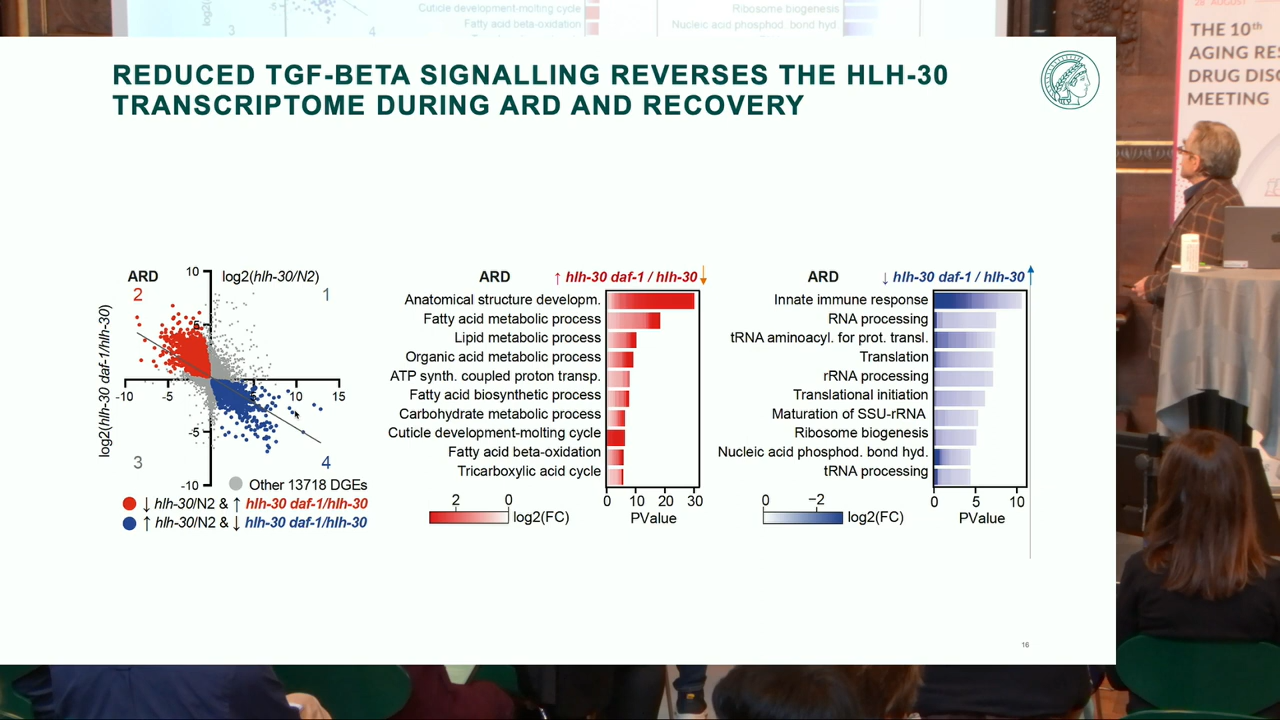 Cuticle development-molting cycle
Fatty acid beta-oxidation
Ribosome biogenesis
Nucleic acid phosphod. bond hyd
3
4
-5
REDUCED TGF-BETA SIGNALLING REVERSES THE HLH-30
TRANSCRIPTOME DURING ARD AND RECOVERY
THE 10th
AGING RES
DRUG DISC
MEETING
ARD
10
log2(hlh-30/N2)
2
1
5
-10
-5
5
10
15
-5
3
4
-10
log2(hlh-30 daf-1/hlh-30)
Other 13718 DGEs
↓ hlh-30/N2 & ↑ hlh-30 daf-1/hlh-30
↑ hlh-30/N2 & ↓ hlh-30 daf-1/hlh-30
ARD
↑ hlh-30 daf-1 / hlh-30 ↓
Anatomical structure developm.
Fatty acid metabolic process
Lipid metabolic process
Organic acid metabolic process
ATP synth. coupled proton transp.
Fatty acid biosynthetic process
Carbohydrate metabolic process
Cuticle development-molting cycle
Fatty acid beta-oxidation
Tricarboxylic acid cycle
0 10 20 30
PValue
2 0
log2(FC)
ARD
↓ hlh-30 daf-1 / hlh-30 ↑
Innate immune response
RNA processing
tRNA aminoacyl. for prot. transl.
Translation
rRNA processing
Translational initiation
Maturation of SSU-rRNA
Ribosome biogenesis
Nucleic acid phosphod. bond hyd.
tRNA processing
0 5 10
PValue
0 −2
log2(FC)
16